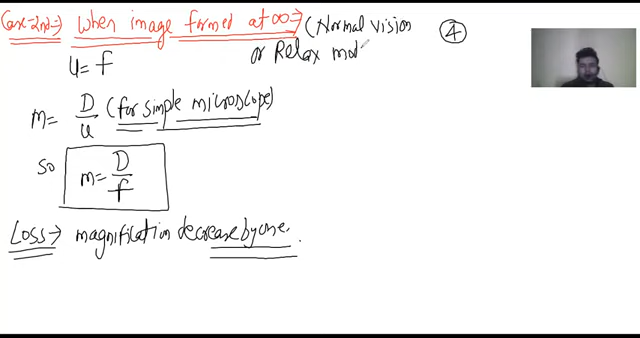 Case-2nd→ When image formed at ∞→ (Normal vision
or Relax mod
④
u= f
m= D/u (for simple microscope)
so m= D/f
Loss→ magnification decrease by one.